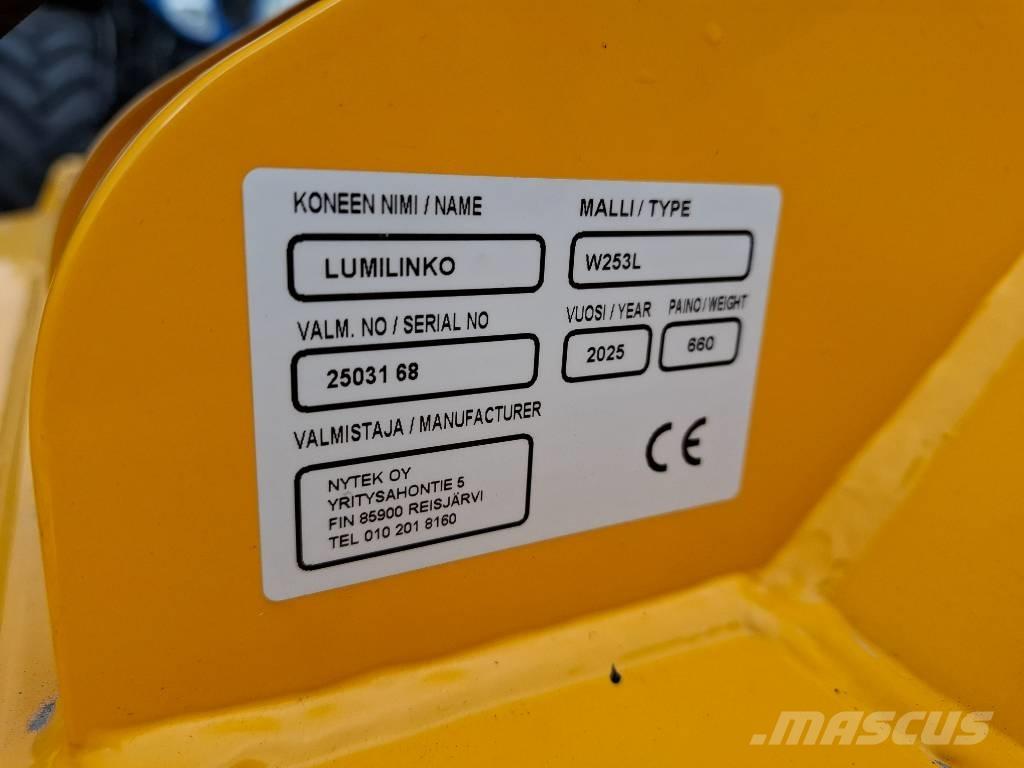 KONEEN NIMI / NAME
LUMILINKO
MALLI / TYPE
W253L
VALM. NO / SERIAL NO
25031 68
VUOSI / YEAR
2025
PAINO / WEIGHT
660
VALMISTAJA / MANUFACTURER
NYTEK OY
YRITYSAHONTIE 5
FIN 85900 REISJÄRVI
TEL 010 201 8160
CE
MASCUS